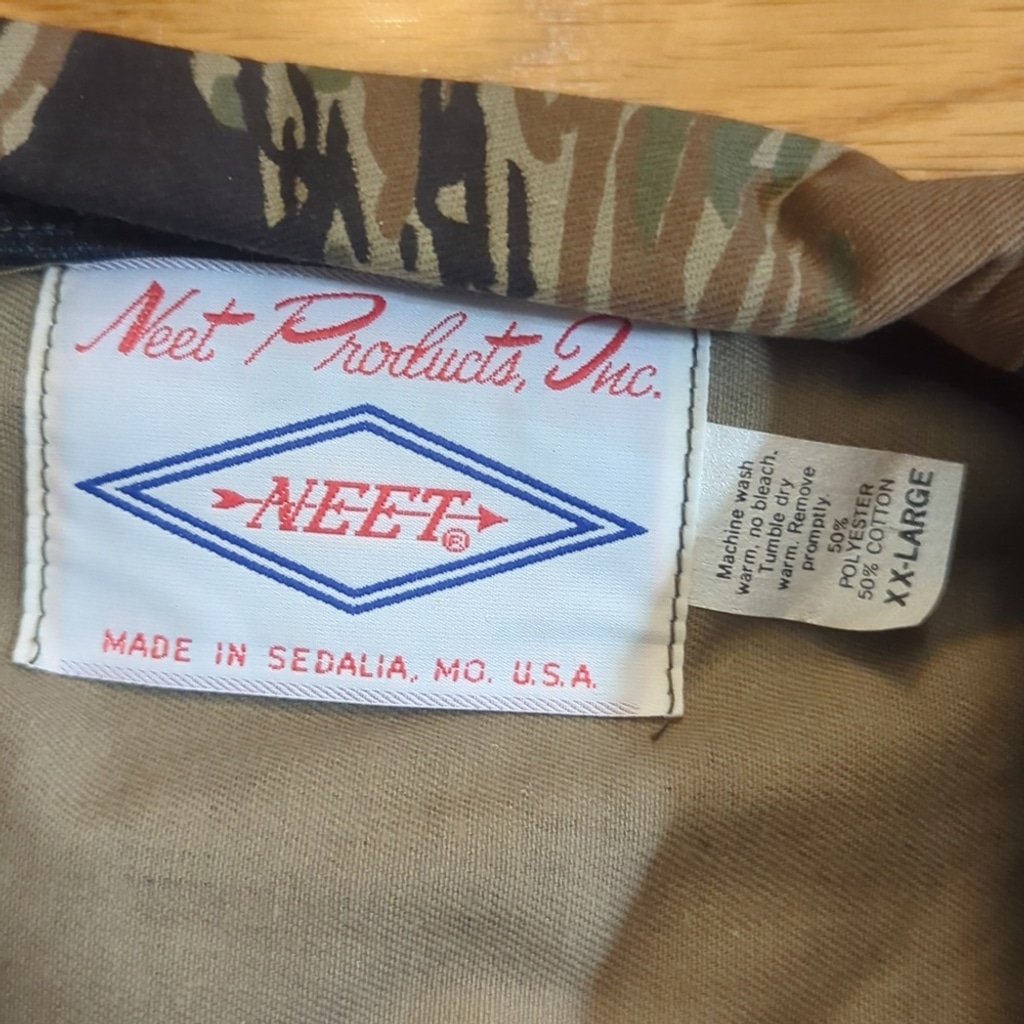 Neet Products, Inc.
NEET®
MADE IN SEDALIA, MO. U.S.A.
Machine wash
warm, no bleach.
Tumble dry
warm. Remove
promptly.
50%
POLYESTER
50% COTTON
XX-LARGE